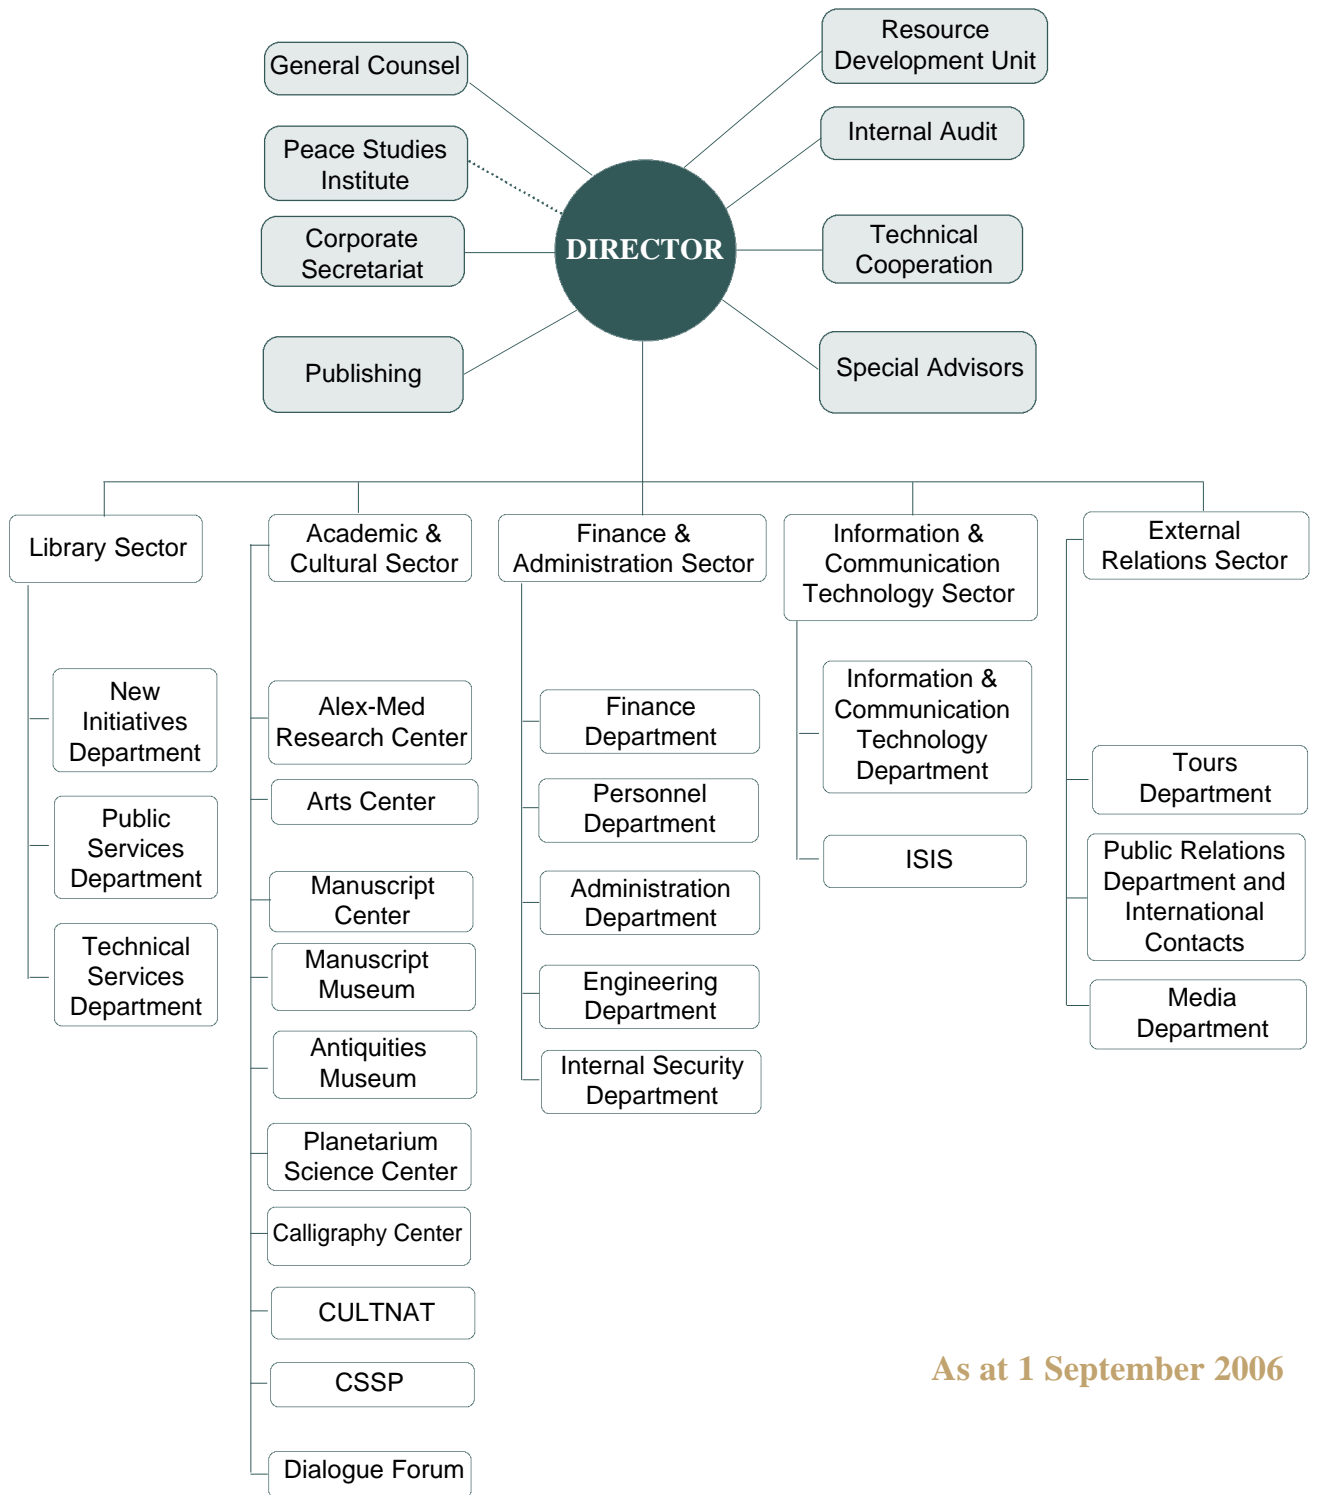 General Counsel
Resource
Development Unit
Peace Studies
Institute
Internal Audit
Corporate
Secretariat
DIRECTOR
Technical
Cooperation
Publishing
Special Advisors
Library Sector
Academic &
Cultural Sector
Finance &
Administration Sector
Information &
Communication
Technology Sector
External
Relations Sector
New
Initiatives
Department
Public
Services
Department
Technical
Services
Department
Alex-Med
Research Center
Arts Center
Manuscript
Center
Manuscript
Museum
Antiquities
Museum
Planetarium
Science Center
Calligraphy Center
CULTNAT
CSSP
Dialogue Forum
Finance
Department
Personnel
Department
Administration
Department
Engineering
Department
Internal Security
Department
Information &
Communication
Technology
Department
ISIS
Tours
Department
Public Relations
Department and
International
Contacts
Media
Department
As at 1 September 2006